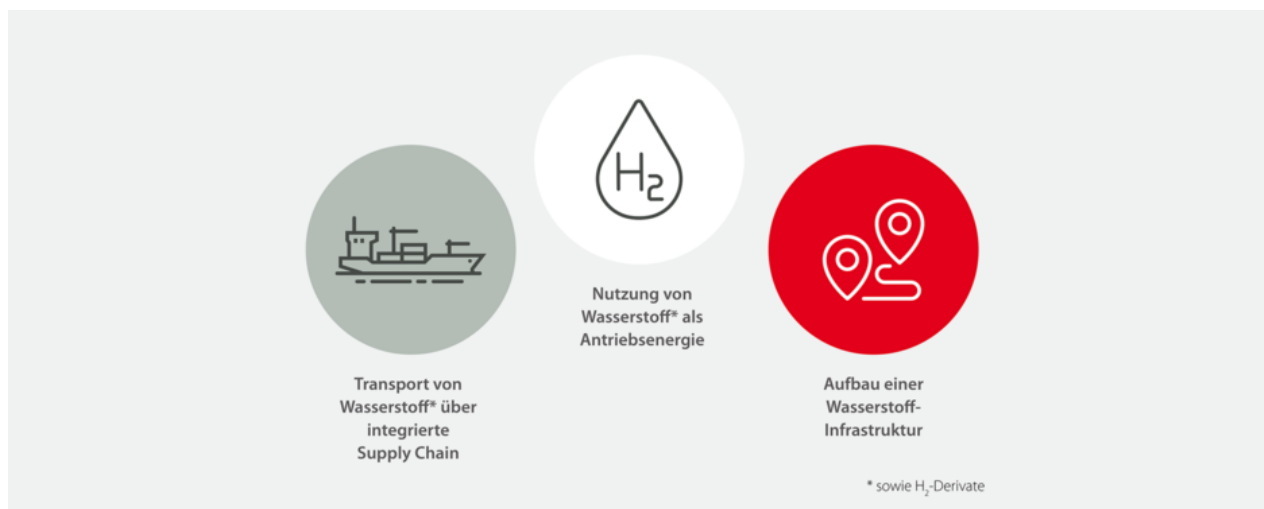 H₂
Nutzung von
Wasserstoff* als
Antriebsenergie
Transport von
Wasserstoff* über
integrierte
Supply Chain
Aufbau einer
Wasserstoff-
Infrastruktur
* sowie H₂-Derivate